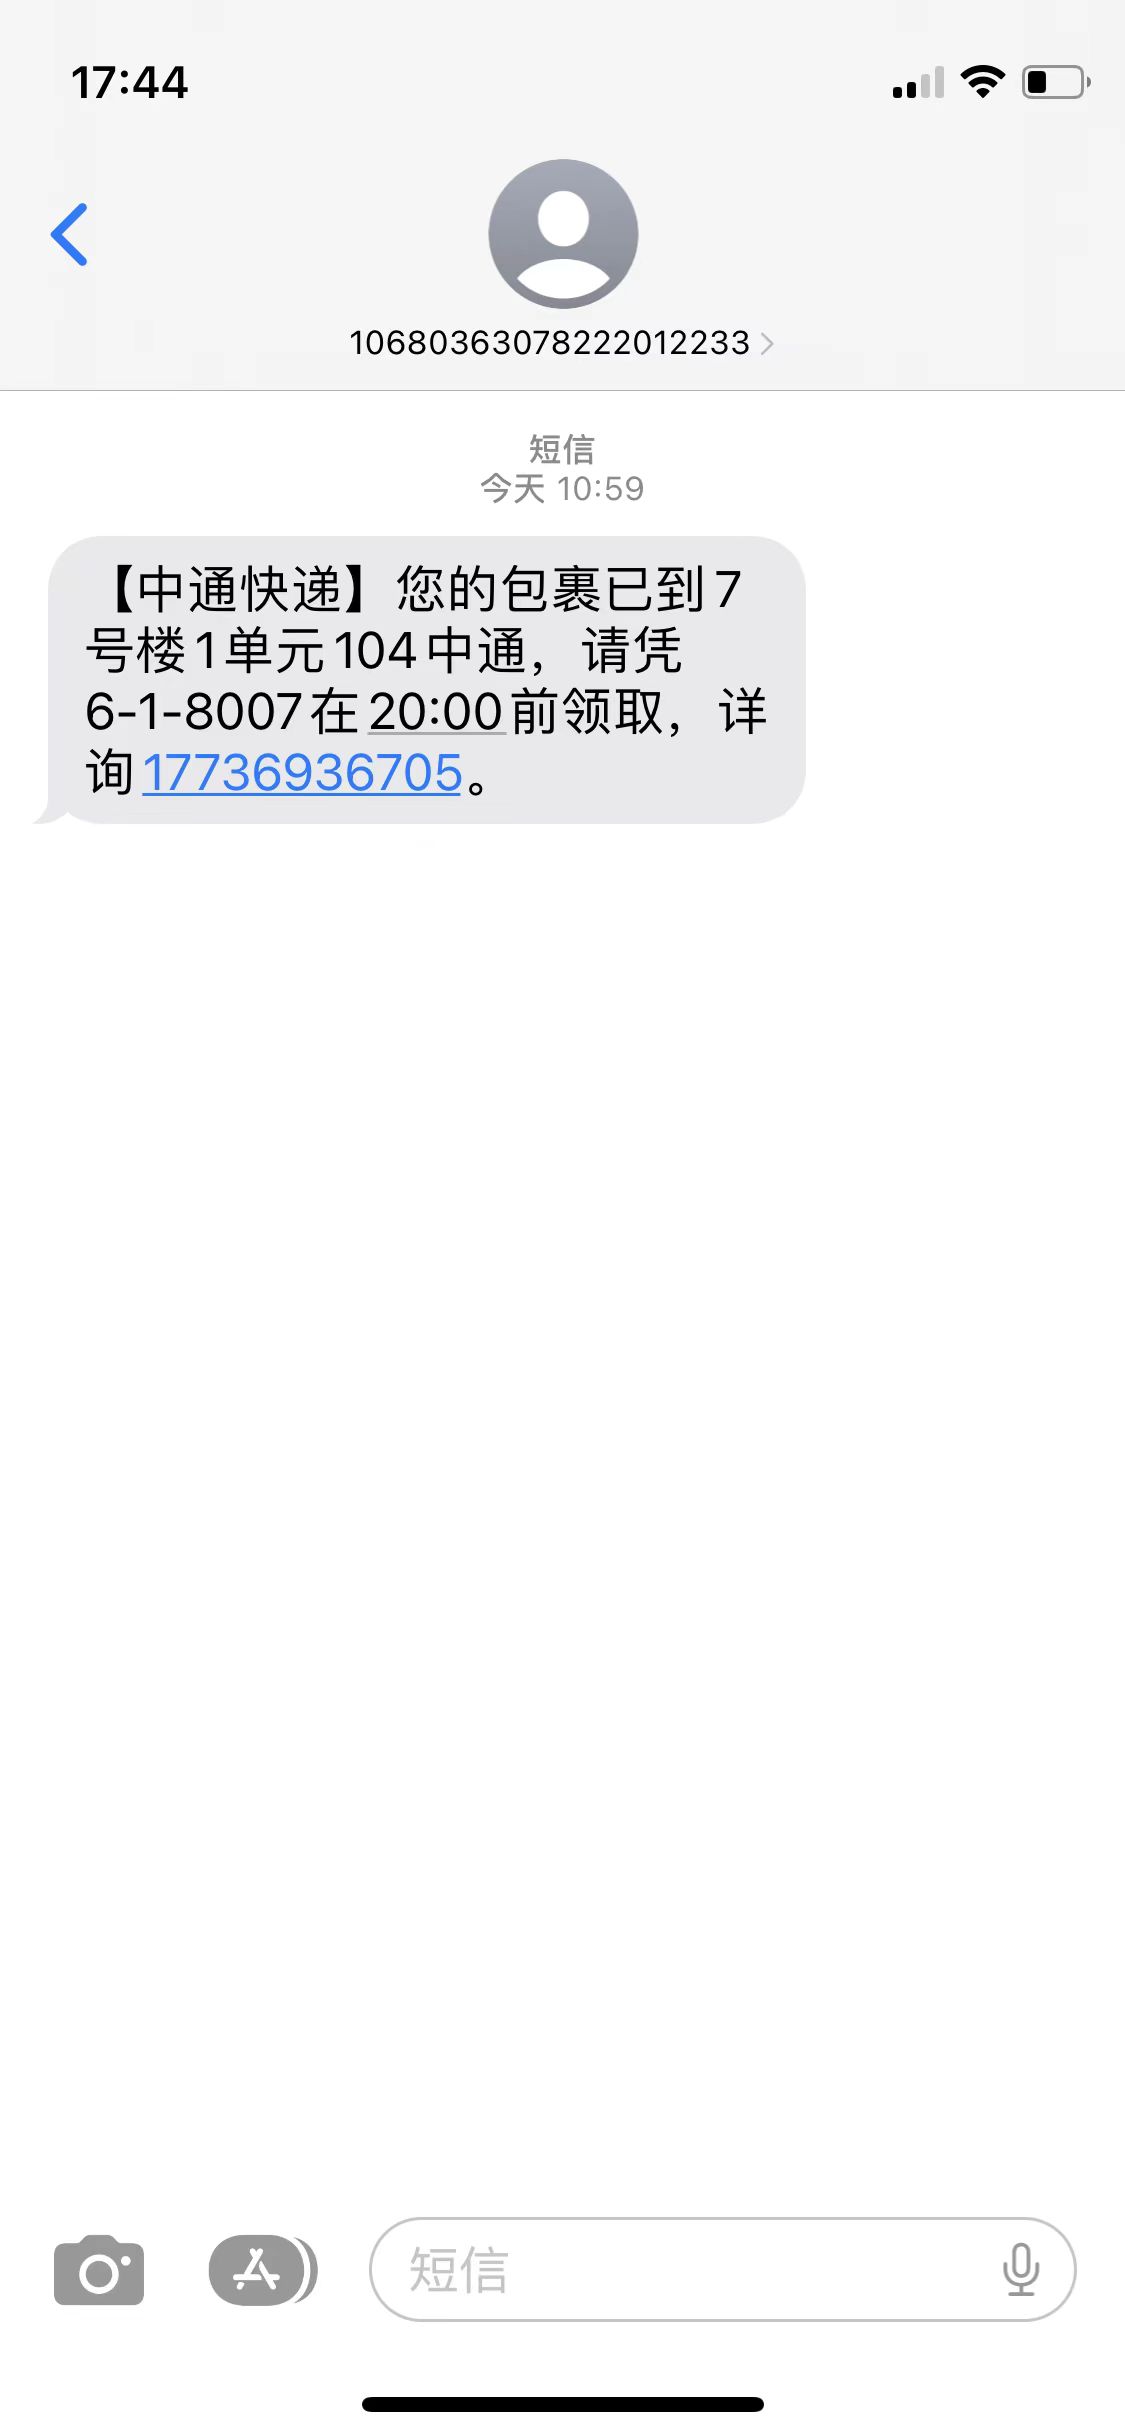 17:44
10680363078222012233
短信
今天 10:59
【中通快递】您的包裹已到7
号楼1单元104中通，请凭
6-1-8007在20:00前领取，详
询17736936705。
短信